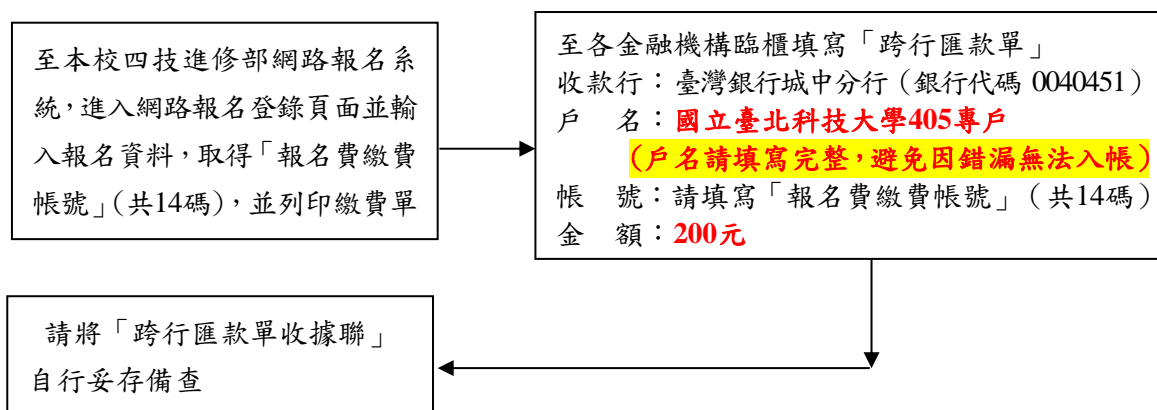 至本校四技進修部網路報名系
統，進入網路報名登錄頁面並輸
入報名資料，取得「報名費繳費
帳號」（共14碼），並列印繳費單
至各金融機構臨櫃填寫「跨行匯款單」
收款行：臺灣銀行城中分行（銀行代碼 0040451）
戶　名：國立臺北科技大學405專戶
（戶名請填寫完整，避免因錯漏無法入帳）
帳　號：請填寫「報名費繳費帳號」（共14碼）
金　額：200元
請將「跨行匯款單收據聯」
自行妥存備查